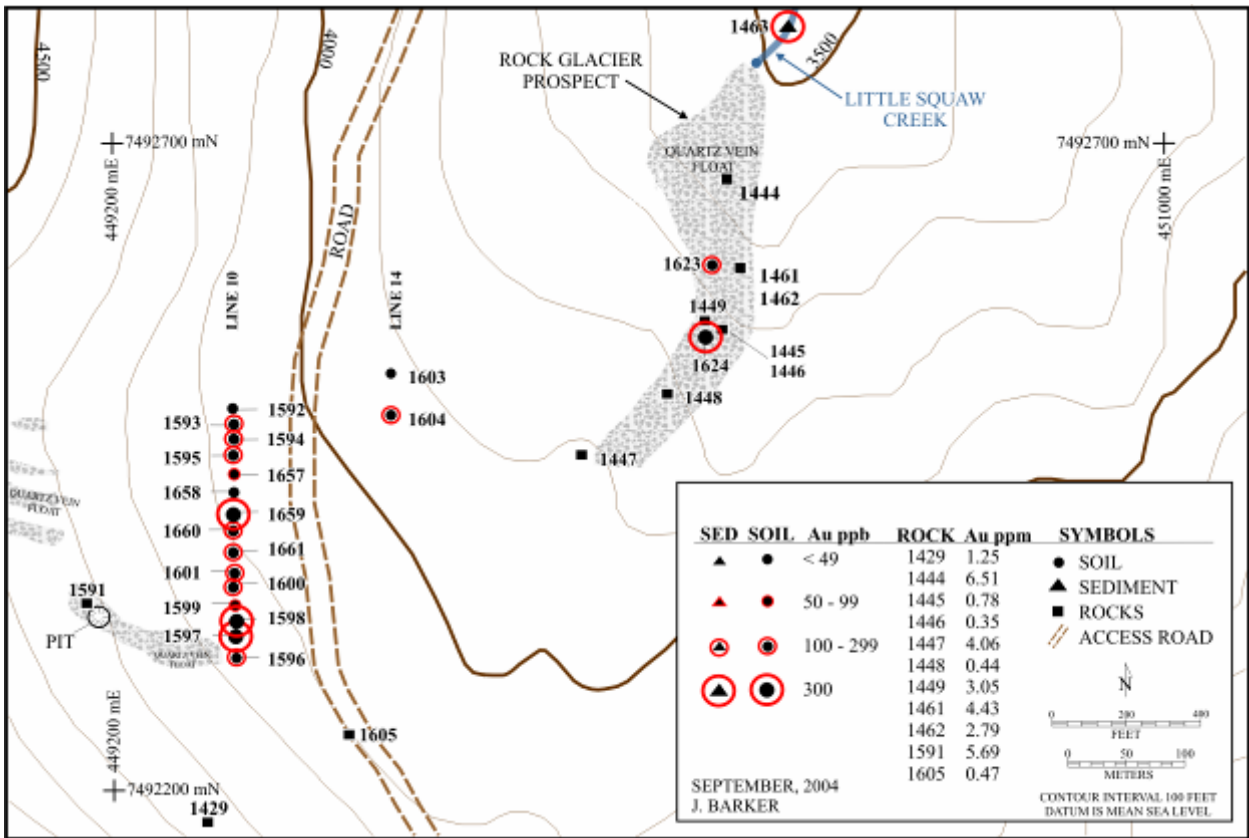 4500
4000
1463
3500
ROCK GLACIER
PROSPECT
LITTLE SQUAW
CREEK
7492700 mN
449200 mE
QUARTZ VEIN
FLOAT
1444
7492700 mN
451000 mE
ROAD
LINE 10
LINE 14
1623
1461
1462
1449
1624
1445
1446
1603
1604
1448
1447
1592
1593
1594
1595
1657
1658
1659
1660
1661
1601
1600
1599
1598
1597
1596
QUARTZ VEIN
FLOAT
1591
PIT
QUARTZ VEIN
FLOAT
1605
449200 mE
7492200 mN
1429
SED SOIL Au ppb
< 49
50 - 99
100 - 299
300
ROCK Au ppm
1429 1.25
1444 6.51
1445 0.78
1446 0.35
1447 4.06
1448 0.44
1449 3.05
1461 4.43
1462 2.79
1591 5.69
1605 0.47
SYMBOLS
SOIL
SEDIMENT
ROCKS
ACCESS ROAD
N
0 200 400
FEET
0 50 100
METERS
SEPTEMBER, 2004
J. BARKER
CONTOUR INTERVAL 100 FEET
DATUM IS MEAN SEA LEVEL